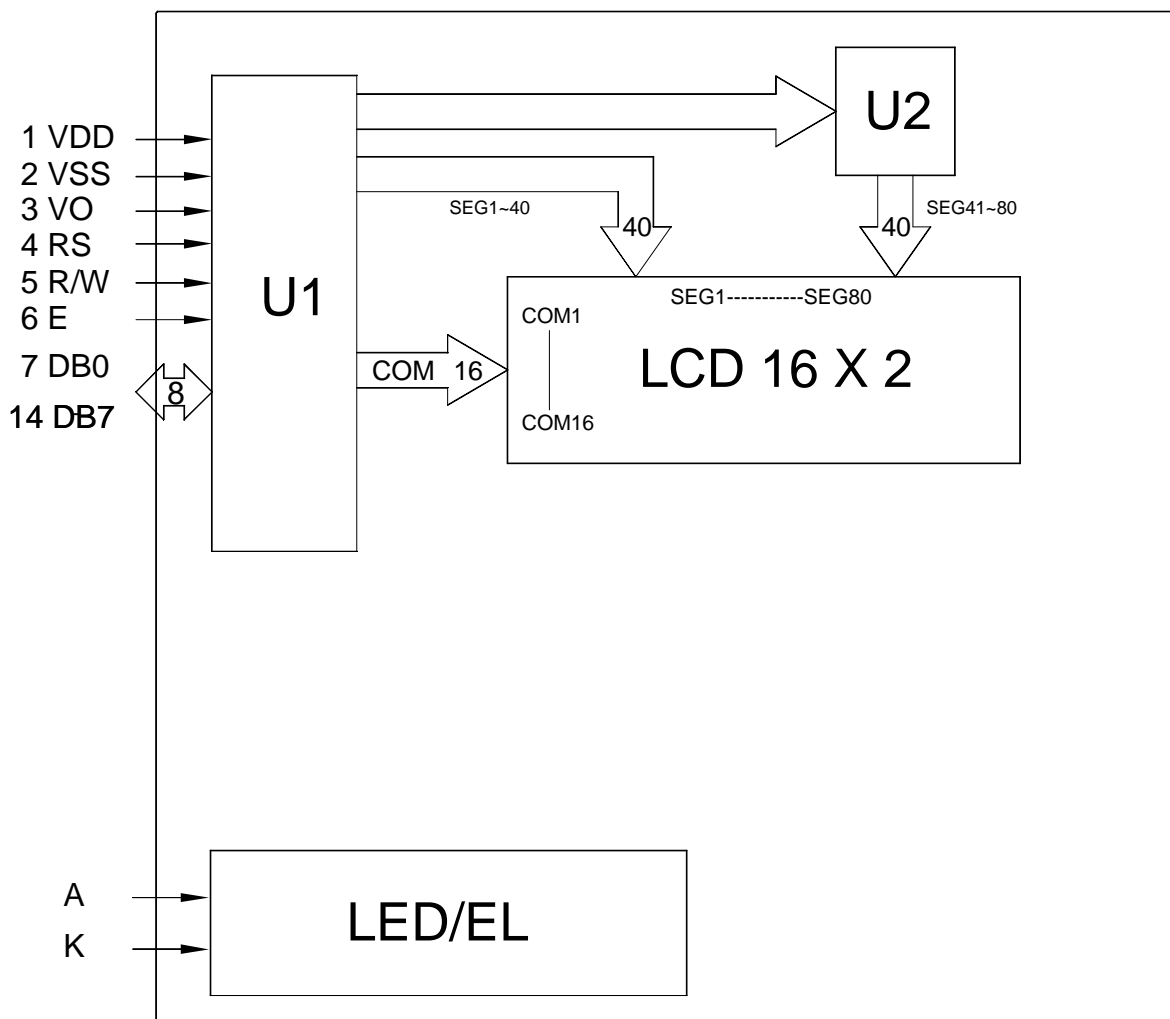 U2
1 VDD
2 VSS
3 VO
4 RS
5 R/W
6 E
7 DB0
14 DB7
8
U1
SEG1~40
40
40
SEG41~80
SEG1-----------SEG80
COM1
COM16
COM 16
LCD 16 X 2
A
K
LED/EL